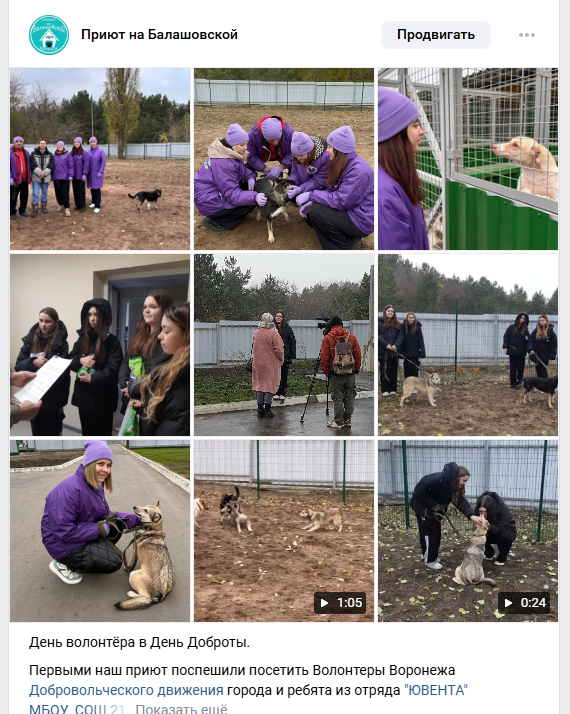 Приют на Балашовской
Продвигать
1:05
0:24
День волонтёра в День Доброты.
Первыми наш приют поспешили посетить Волонтеры Воронежа
Добровольческого движения города и ребята из отряда "ЮВЕНТА"
МБОУ СОШ 21. Показать ещё